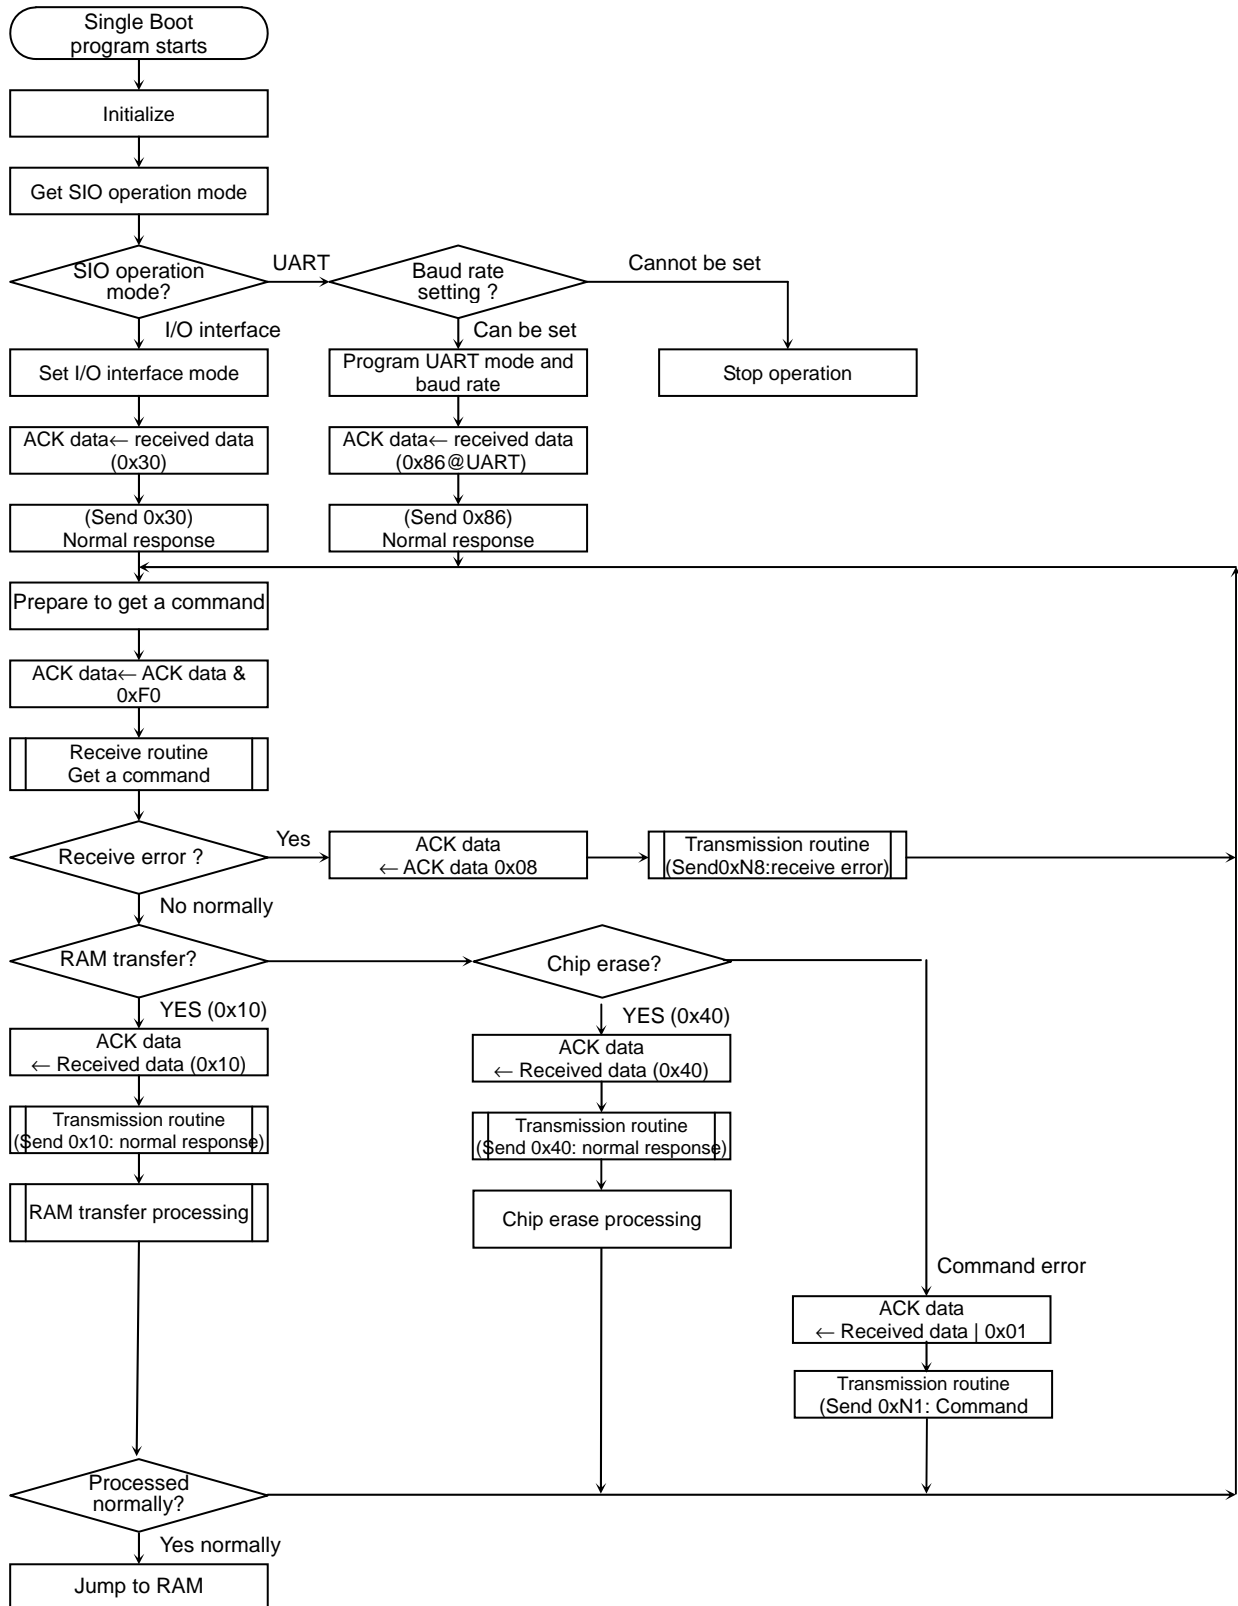 Single Boot
program starts
Initialize
Get SIO operation mode
SIO operation
mode?
UART
Baud rate
setting ?
Cannot be set
I/O interface
Can be set
Set I/O interface mode
Program UART mode and
baud rate
Stop operation
ACK data← received data
(0x30)
ACK data← received data
(0x86@UART)
(Send 0x30)
Normal response
(Send 0x86)
Normal response
Prepare to get a command
ACK data← ACK data &
0xF0
Receive routine
Get a command
Receive error ?
Yes
ACK data
← ACK data 0x08
Transmission routine
(Send0xN8:receive error)
No normally
RAM transfer?
Chip erase?
YES (0x10)
YES (0x40)
ACK data
← Received data (0x10)
ACK data
← Received data (0x40)
Transmission routine
(Send 0x10: normal response)
Transmission routine
(Send 0x40: normal response)
RAM transfer processing
Chip erase processing
Command error
ACK data
← Received data | 0x01
Transmission routine
(Send 0xN1: Command
Processed
normally?
Yes normally
Jump to RAM